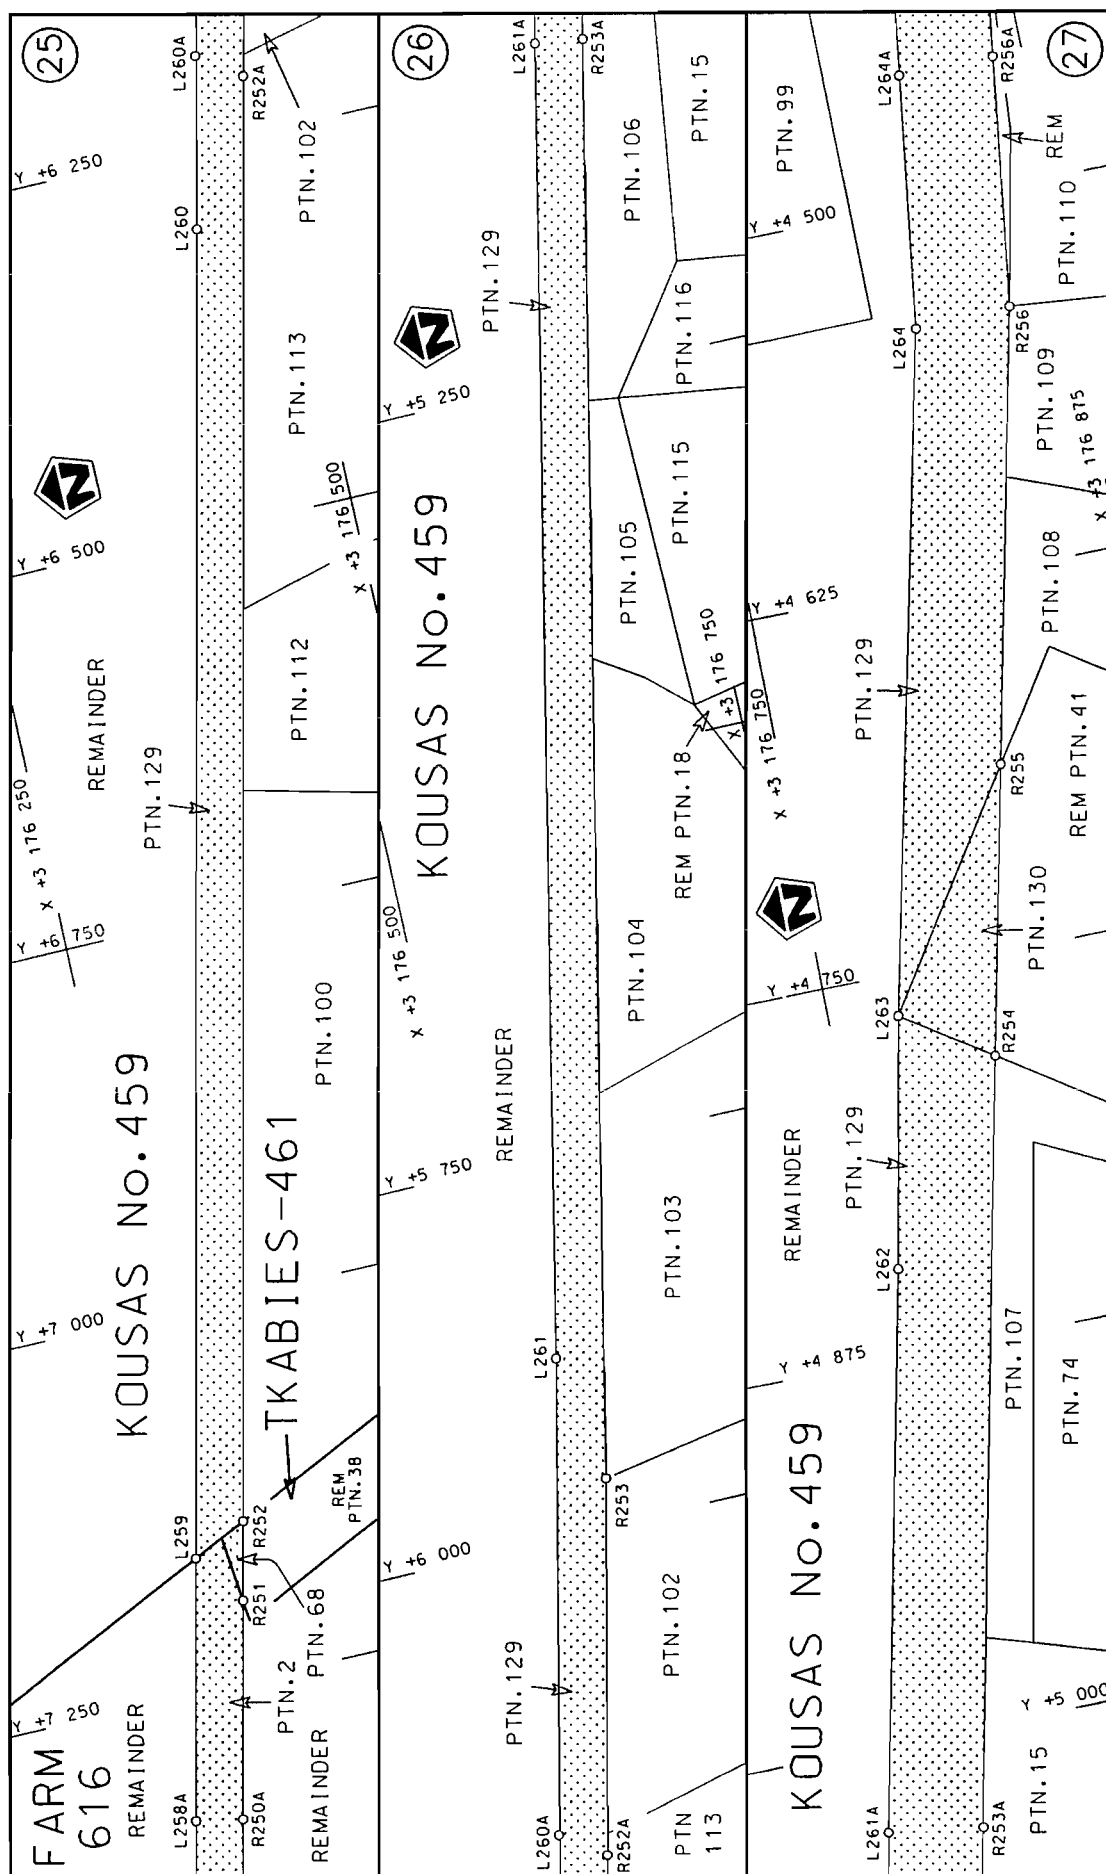 25
FARM
616
REMAINDER
L258A
R250A
REMAINDER
Y +7 250
PTN.2
PTN.68
R251
R252
L259
REM
PTN.38
TKABIES-461
KOUSAS No.459
Y +7 000
PTN.100
Y +6 750
X +3 176 250
REMAINDER
PTN.129
PTN.112
Y +6 500
N
X +3 176 500
PTN.113
PTN.102
Y +6 250
L260
L260A
R252A
26
L260A
R252A
PTN
113
PTN.129
PTN.102
Y +6 000
R253
L261
PTN.103
Y +5 750
REMAINDER
X +3 176 500
PTN.104
KOUSAS No.459
REM PTN.18
X +3 176 750
PTN.105
PTN.115
Y +5 250
N
PTN.129
PTN.116
PTN.106
PTN.15
L261A
R253A
27
L261A
R253A
PTN.15
Y +5 000
KOUSAS No.459
PTN.107
PTN.74
Y +4 875
L262
REMAINDER
PTN.129
L263
R254
Y +4 750
N
PTN.130
X +3 176 750
REM PTN.41
R255
PTN.129
Y +4 625
PTN.108
X +3 176 875
PTN.109
L264
R256
Y +4 500
PTN.99
PTN.110
REM
L264A
R256A